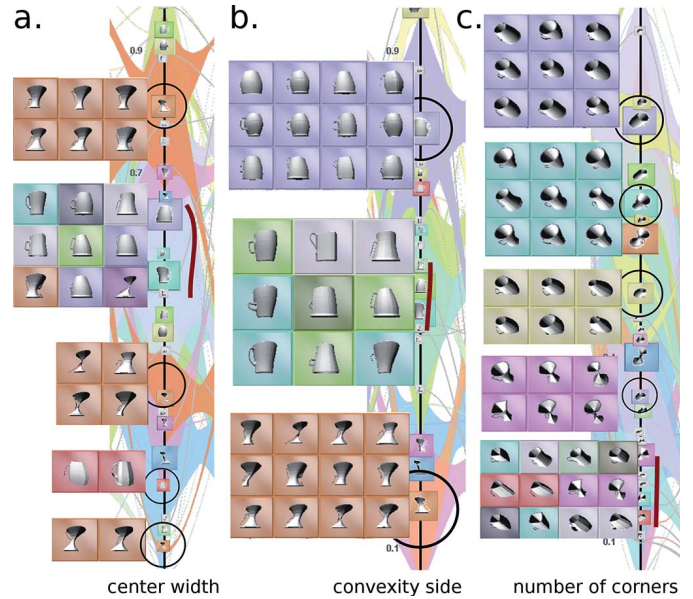 a.
b.
c.
0.9
0.9
0.7
0.1
0.1
center width
convexity side
number of corners